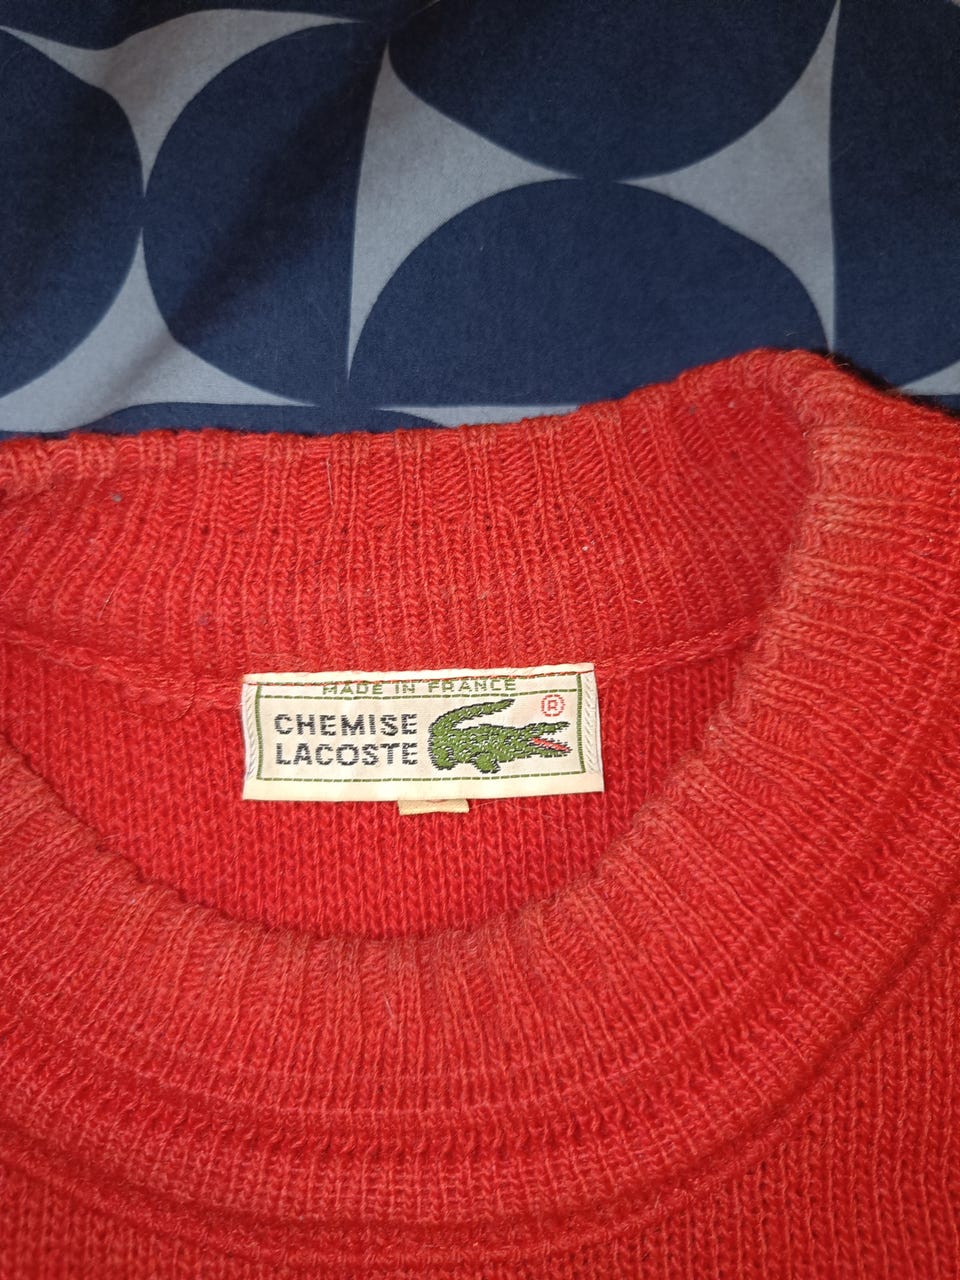 MADE IN FRANCE
CHEMISE
LACOSTE
®